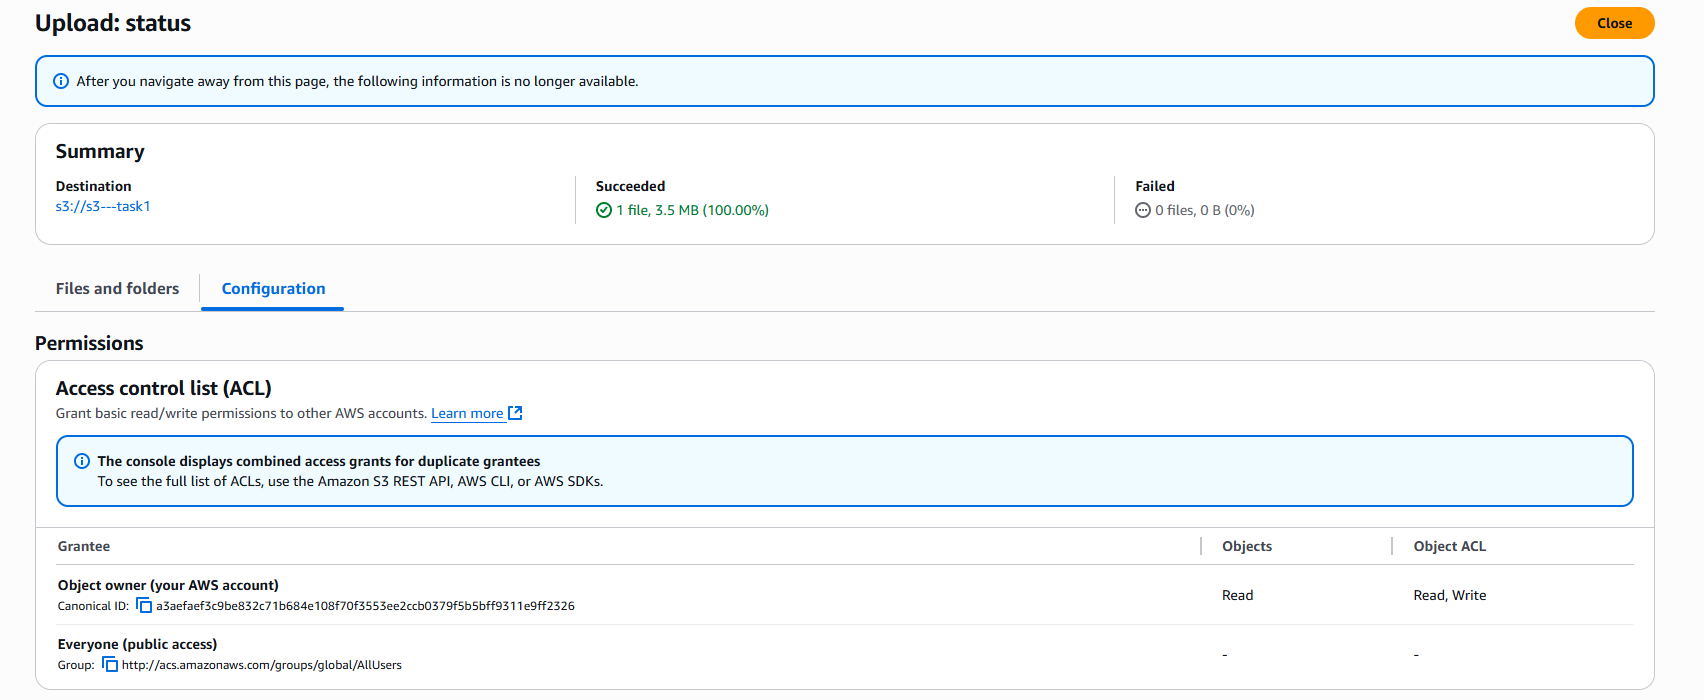 Upload: status
Close
After you navigate away from this page, the following information is no longer available.
Summary
Destination
s3://s3---task1
Succeeded
1 file, 3.5 MB (100.00%)
Failed
0 files, 0 B (0%)
Files and folders
Configuration
Permissions
Access control list (ACL)
Grant basic read/write permissions to other AWS accounts. Learn more
The console displays combined access grants for duplicate grantees
To see the full list of ACLs, use the Amazon S3 REST API, AWS CLI, or AWS SDKs.
Grantee Objects Object ACL
Object owner (your AWS account)
Canonical ID: a3aefaef3c9be832c71b684e108f70f3553ee2ccb0379f5b5bff9311e9ff2326
Read Read, Write
Everyone (public access)
Group: http://acs.amazonaws.com/groups/global/AllUsers
- -